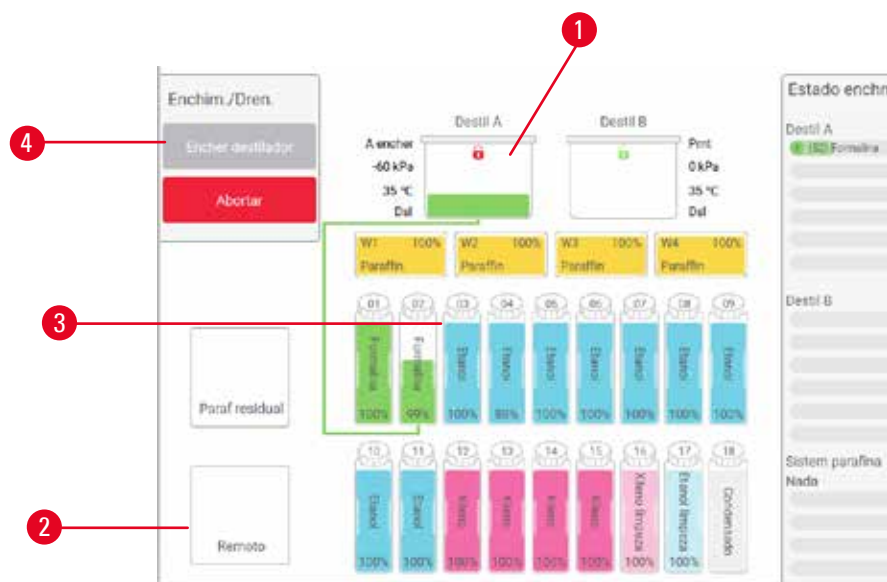 1
Enchim./Dren.
Estado enchm
Destil A
Destil B
Destil A
4
Encher destilador
A encher
Pmt
(S2) Formalina
-60 kPa
0 kPa
Abortar
35 °C
35 °C
Dsl
Dsl
W1 100%
W2 100%
W3 100%
W4 100%
Paraffin
Paraffin
Paraffin
Paraffin
Destil B
01 02 03 04 05 06 07 08 09
3
Formalina
Formalina
Etanol
Etanol
Etanol
Etanol
Etanol
Etanol
Etanol
Paraf residual
100% 99% 100% 98% 100% 100% 100% 100% 100%
10 11 12 13 14 15 16 17 18
Sistem parafina
Nada
Etanol
Etanol
Xileno
Xileno
Xileno
Xileno
Xileno limpeza
Etanol limpeza
Condensado
2
Remoto
100% 100% 100% 100% 100% 100% 100% 100%